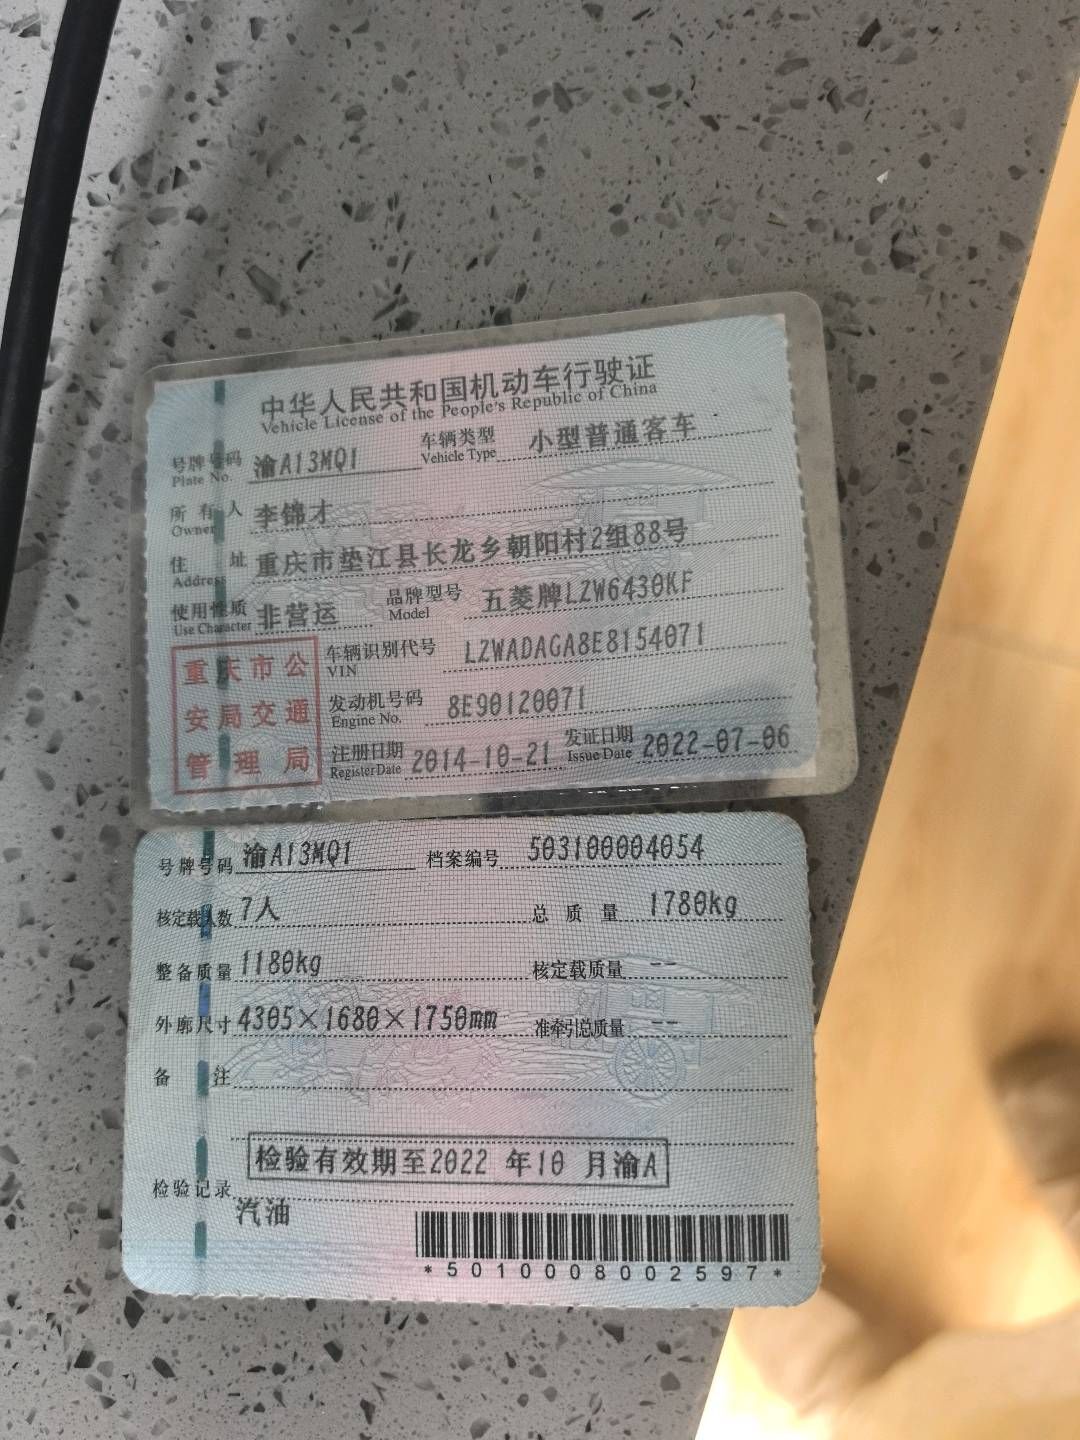 中华人民共和国机动车行驶证
Vehicle License of the People's Republic of China
号牌号码 渝A13MQ1 车辆类型 小型普通客车
Plate No. Vehicle Type
所有人 李锦才
Owner
住址 重庆市垫江县长龙乡朝阳村2组88号
Address
使用性质 非营运 品牌型号 五菱牌LZW6430KF
Use Character Model
重庆市公 车辆识别代号 LZWADAGA8E8154071
VIN
安局交通 发动机号码 8E90120071
Engine No.
管理局 注册日期 2014-10-21 发证日期 2022-07-06
Register Date Issue Date
号牌号码 渝A13MQ1 档案编号 503100004054
核定载人数 7人 总质量 1780kg
整备质量 1180kg 核定载质量 --
外廓尺寸 4305×1680×1750mm 准牵引总质量 --
备注
检验有效期至2022 年10 月渝A
检验记录
汽油
*5010008002597*